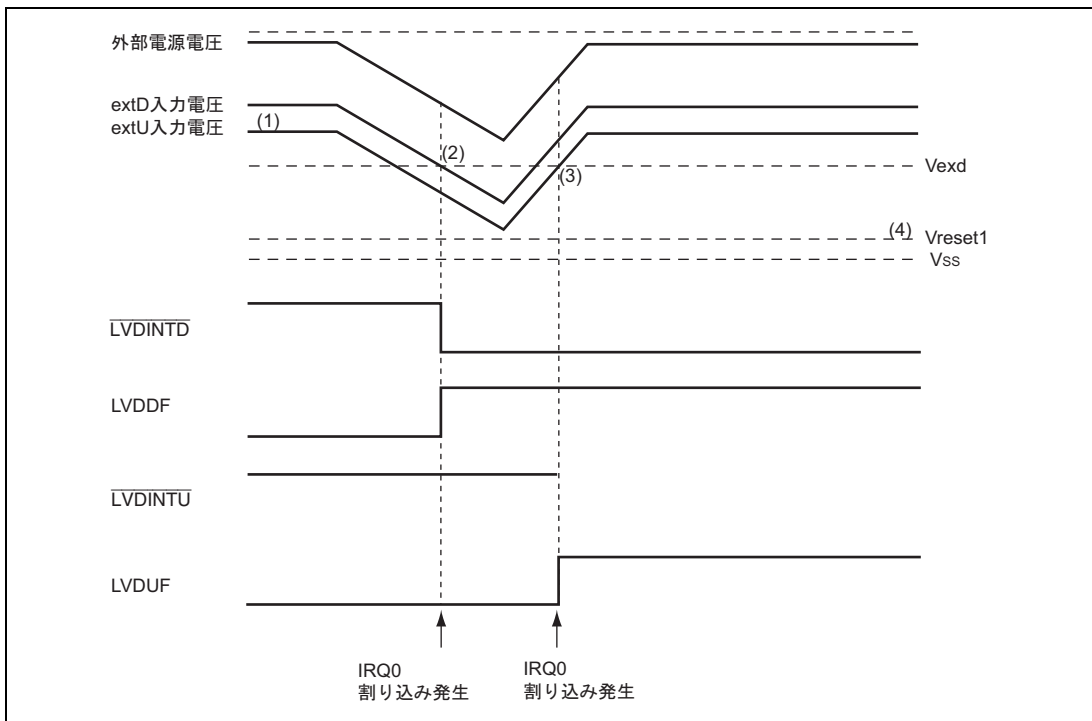 外部電源電圧
extD入力電圧
extU入力電圧
(1)
(2)
Vexd
(3)
(4)
Vreset1
VSS
LVDINTD
LVDDF
LVDINTU
LVDUF
IRQ0
割り込み発生
IRQ0
割り込み発生